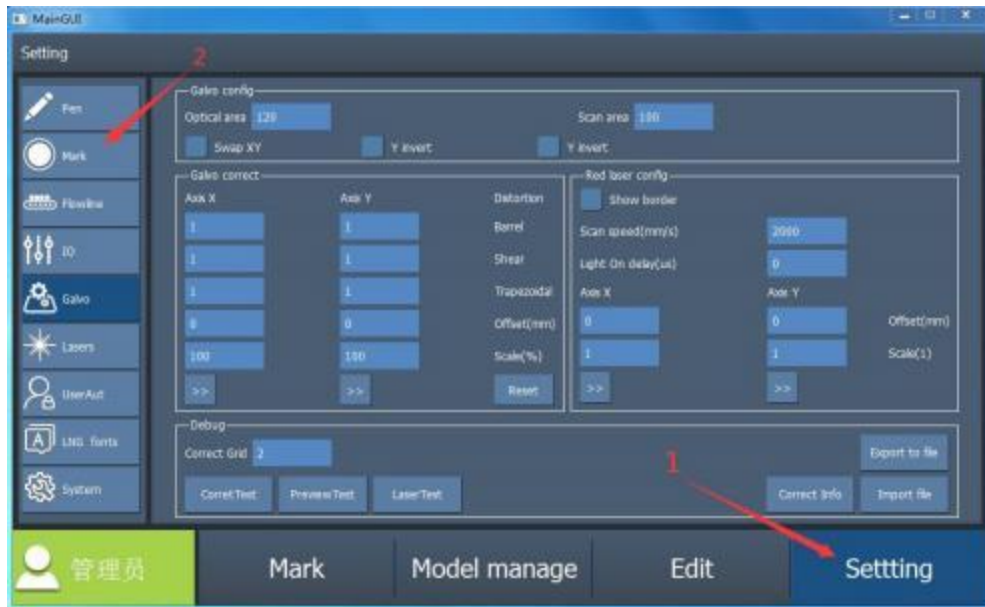 MainGUI
Setting
2
Pen
Mark
Flowline
IO
Galvo
Lasers
UserAut
LNG fonts
System
Galvo config
Optical area 120 Scan area 100
Swap XY Y invert Y invert
Galvo correct
Axis X Axis Y Distortion
1 1 Barrel
1 1 Shear
1 1 Trapezoidal
0 0 Offset(mm)
100 100 Scale(%)
>> >> Reset
Red laser config
Show border
Scan speed(mm/s) 2000
Light On delay(us) 0
Axis X Axis Y
0 0 Offset(mm)
1 1 Scale(1)
>> >>
Debug
Correct Grid 2
1
Export to file
CorretTest PreviewTest LaserTest Correct Info Import file
管理员 Mark Model manage Edit Settting